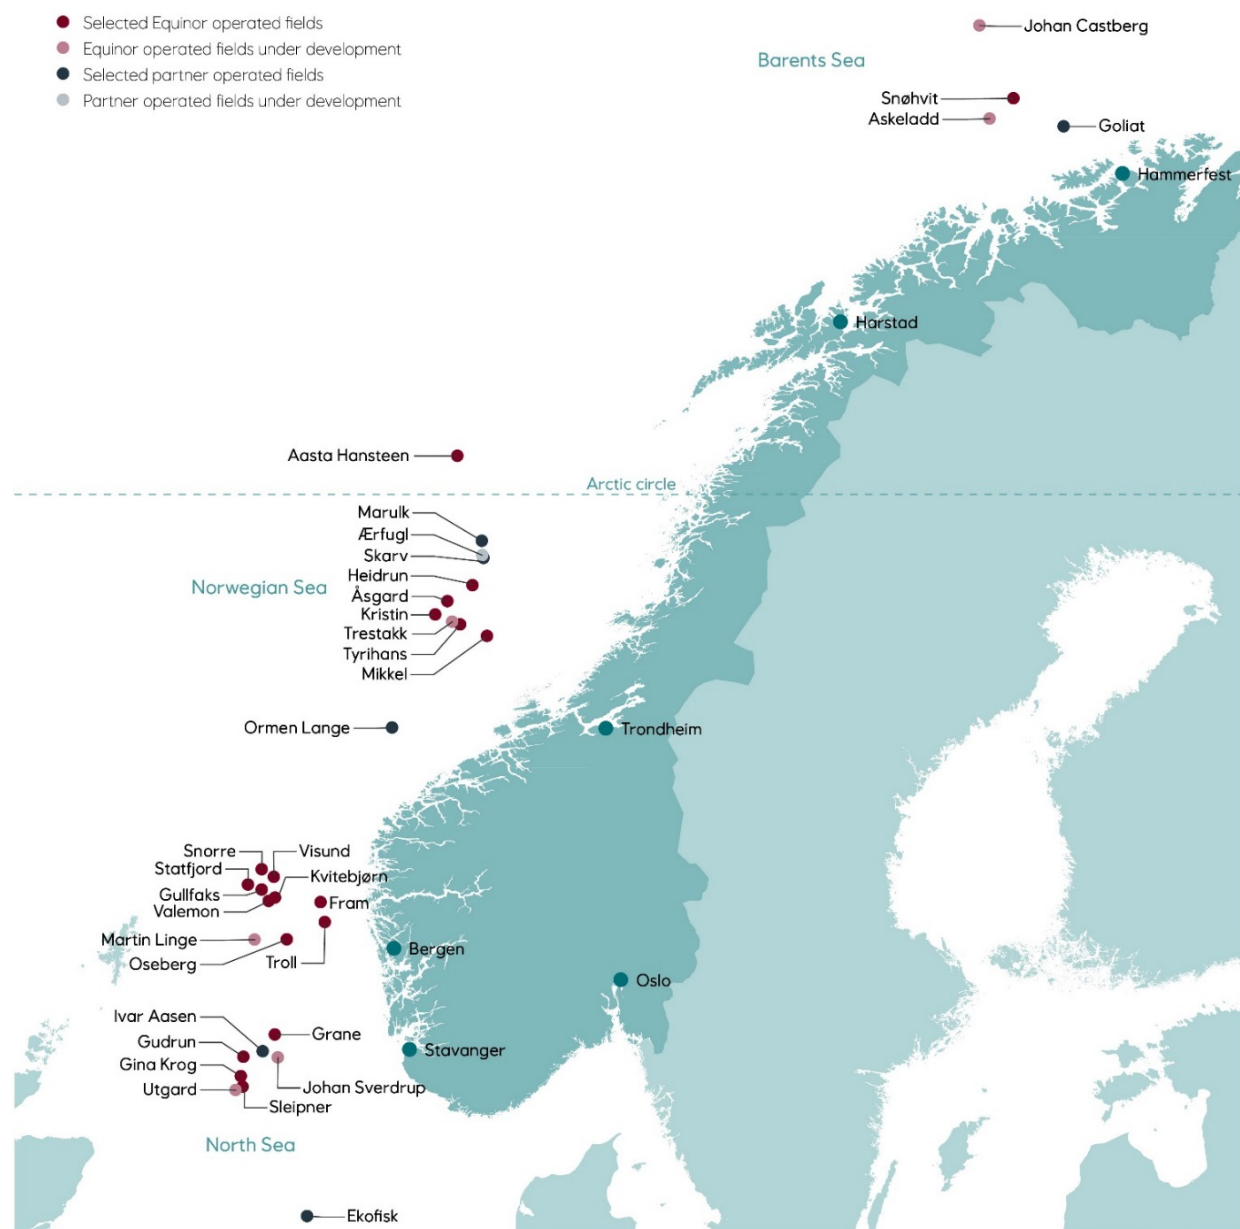 Selected Equinor operated fields
Equinor operated fields under development
Selected partner operated fields
Partner operated fields under development
Johan Castberg
Barents Sea
Snøhvit
Askeladd
Goliat
Hammerfest
Harstad
Aasta Hansteen
Arctic circle
Marulk
Ærfugl
Skarv
Norwegian Sea
Heidrun
Åsgard
Kristin
Trestakk
Tyrihans
Mikkel
Ormen Lange
Trondheim
Snorre
Visund
Statfjord
Kvitebjørn
Gullfaks
Valemon
Fram
Martin Linge
Oseberg
Troll
Bergen
Oslo
Ivar Aasen
Grane
Gudrun
Stavanger
Gina Krog
Utgard
Johan Sverdrup
Sleipner
North Sea
Ekofisk